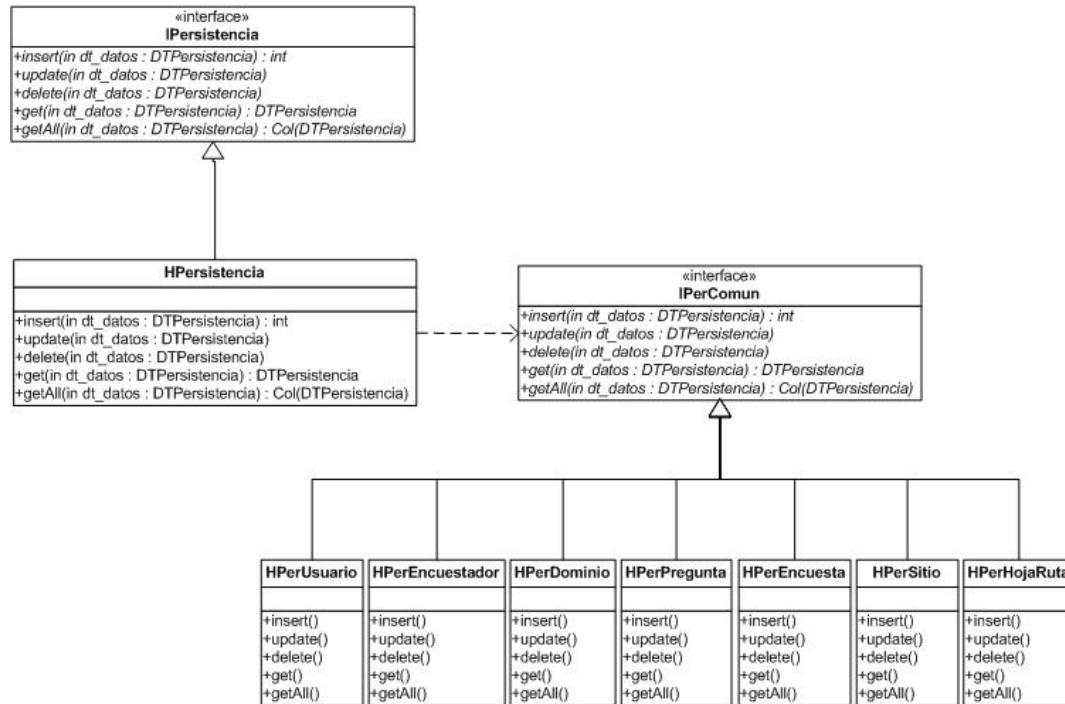 «interface»
IPersistencia
+insert(in dt_datos : DTPersistencia) : int
+update(in dt_datos : DTPersistencia)
+delete(in dt_datos : DTPersistencia)
+get(in dt_datos : DTPersistencia) : DTPersistencia
+getAll(in dt_datos : DTPersistencia) : Col(DTPersistencia)
HPersistencia
+insert(in dt_datos : DTPersistencia) : int
+update(in dt_datos : DTPersistencia)
+delete(in dt_datos : DTPersistencia)
+get(in dt_datos : DTPersistencia) : DTPersistencia
+getAll(in dt_datos : DTPersistencia) : Col(DTPersistencia)
«interface»
IPerComun
+insert(in dt_datos : DTPersistencia) : int
+update(in dt_datos : DTPersistencia)
+delete(in dt_datos : DTPersistencia)
+get(in dt_datos : DTPersistencia) : DTPersistencia
+getAll(in dt_datos : DTPersistencia) : Col(DTPersistencia)
HPerUsuario
+insert()
+update()
+delete()
+get()
+getAll()
HPerEncuestador
+insert()
+update()
+delete()
+get()
+getAll()
HPerDominio
+insert()
+update()
+delete()
+get()
+getAll()
HPerPregunta
+insert()
+update()
+delete()
+get()
+getAll()
HPerEncuesta
+insert()
+update()
+delete()
+get()
+getAll()
HPerSitio
+insert()
+update()
+delete()
+get()
+getAll()
HPerHojaRuta
+insert()
+update()
+delete()
+get()
+getAll()